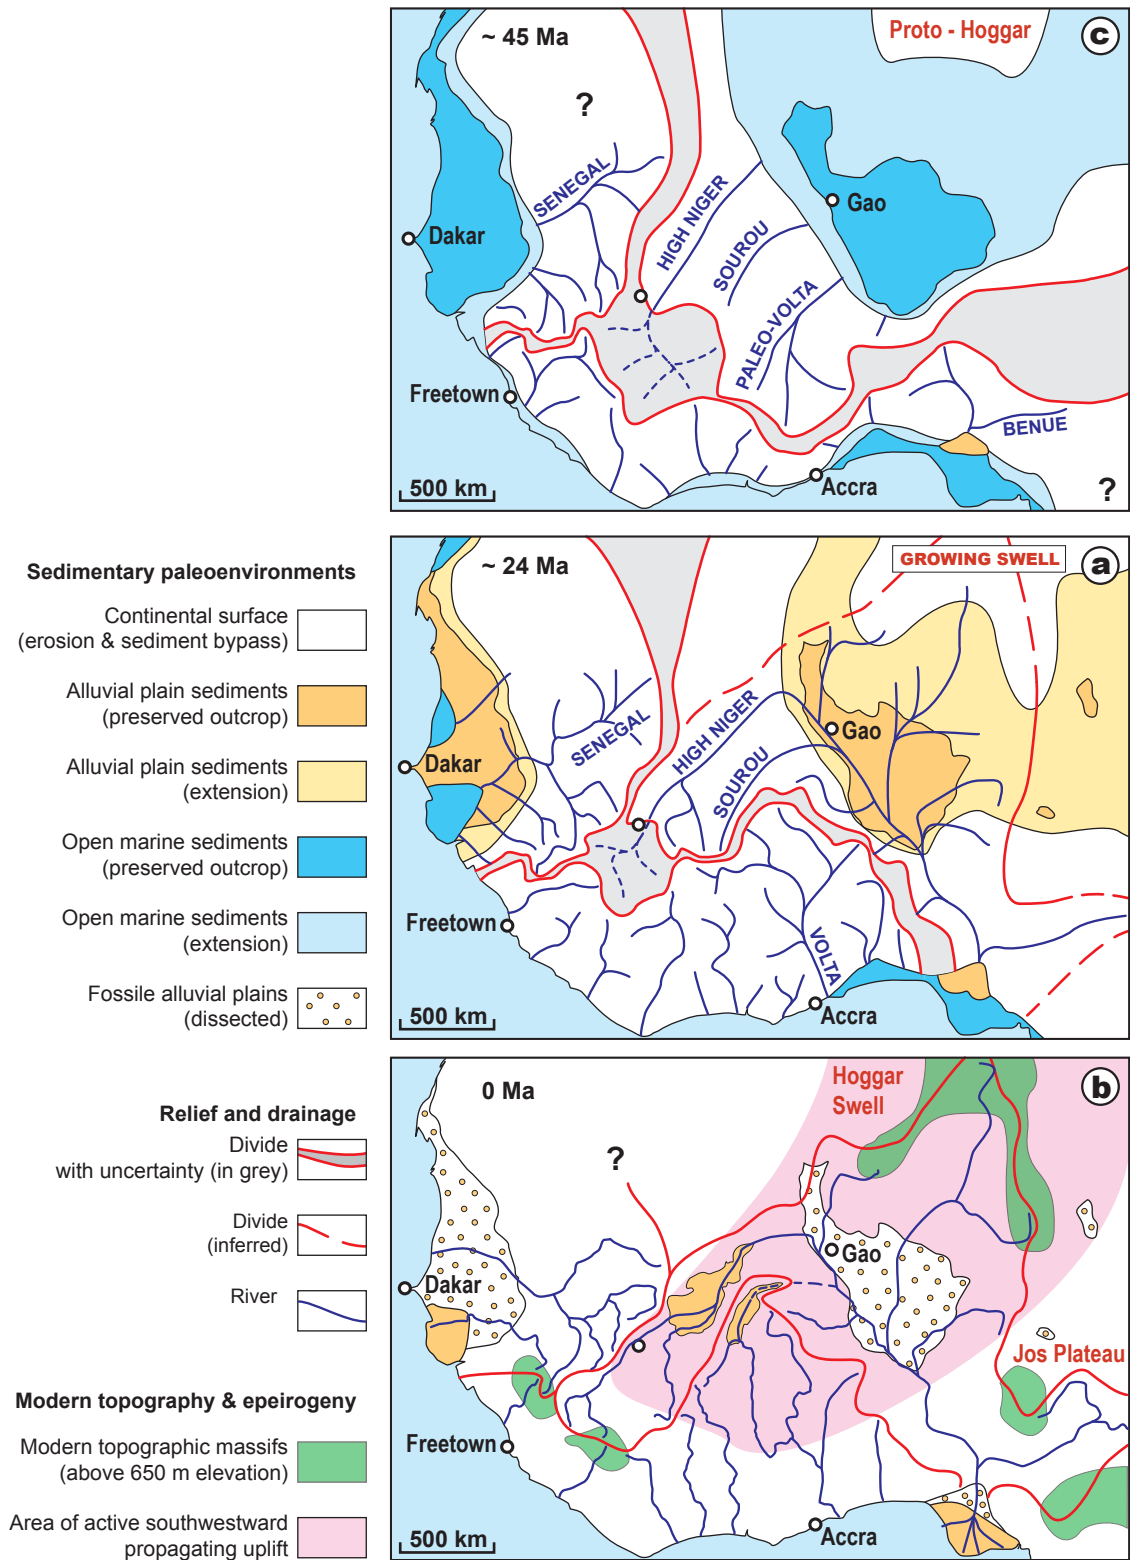 ~ 45 Ma
Proto - Hoggar
c
?
SENEGAL
HIGH NIGER
SOUROU
PALEO-VOLTA
Gao
Dakar
Freetown
BENUE
500 km
Accra
?
Sedimentary paleoenvironments
Continental surface
(erosion & sediment bypass)
Alluvial plain sediments
(preserved outcrop)
Alluvial plain sediments
(extension)
Open marine sediments
(preserved outcrop)
Open marine sediments
(extension)
Fossile alluvial plains
(dissected)
~ 24 Ma
GROWING SWELL
a
SENEGAL
HIGH NIGER
SOUROU
Gao
Dakar
Freetown
VOLTA
500 km
Accra
Relief and drainage
Divide
with uncertainty (in grey)
Divide
(inferred)
River
Modern topography & epeirogeny
Modern topographic massifs
(above 650 m elevation)
Area of active southwestward
propagating uplift
0 Ma
Hoggar
Swell
b
?
Gao
Dakar
Jos Plateau
Freetown
500 km
Accra